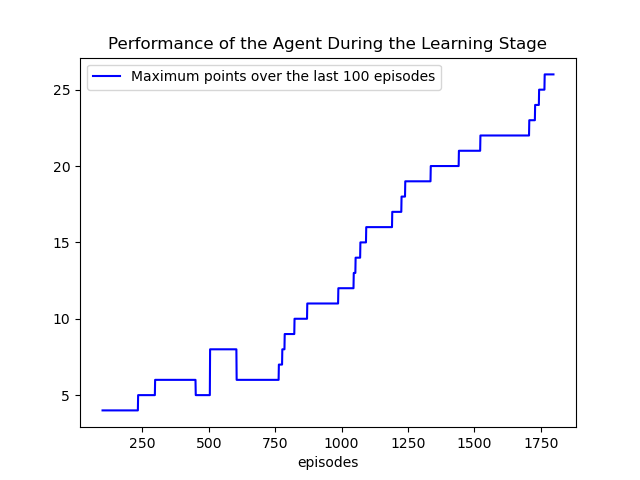 Performance of the Agent During the Learning Stage
Maximum points over the last 100 episodes
25
20
15
10
5
250 500 750 1000 1250 1500 1750
episodes